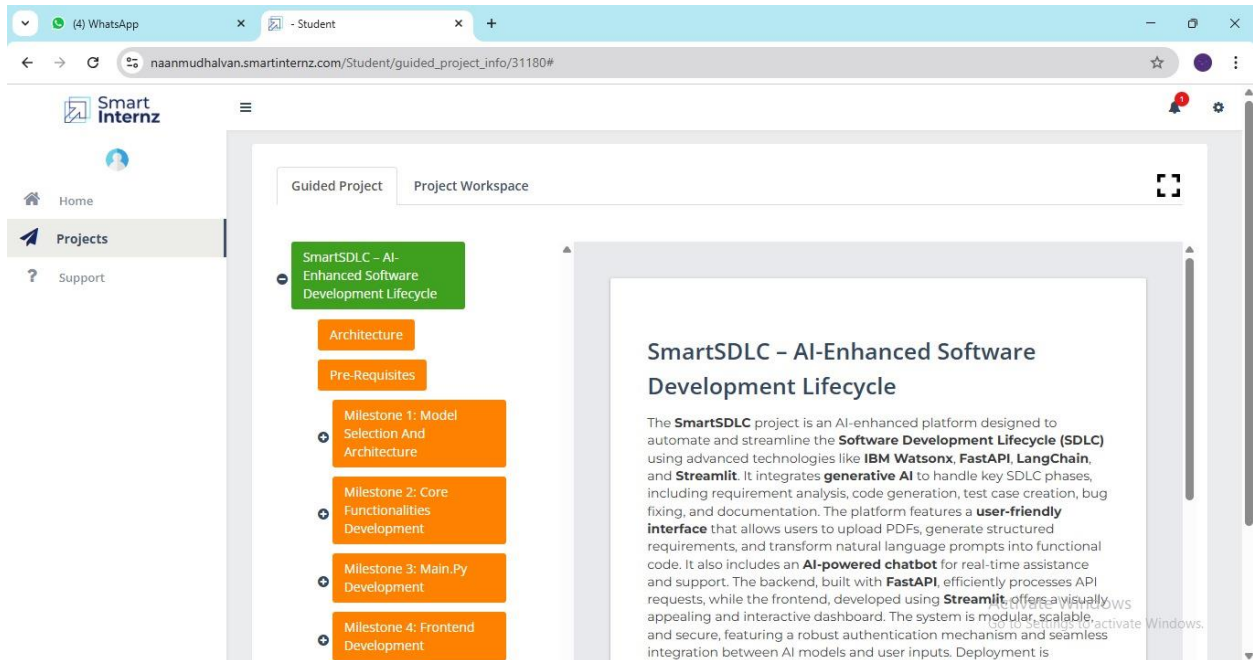 (4) WhatsApp
- Student
naanmudhalvan.smartinternz.com/Student/guided_project_info/31180#
Smart
Internz
1
Home
Projects
Support
Guided Project
Project Workspace
SmartSDLC – AI-
Enhanced Software
Development Lifecycle
Architecture
Pre-Requisites
Milestone 1: Model
Selection And
Architecture
Milestone 2: Core
Functionalities
Development
Milestone 3: Main.Py
Development
Milestone 4: Frontend
Development
SmartSDLC – AI-Enhanced Software
Development Lifecycle
The SmartSDLC project is an AI-enhanced platform designed to
automate and streamline the Software Development Lifecycle (SDLC)
using advanced technologies like IBM Watsonx, FastAPI, LangChain,
and Streamlit. It integrates generative AI to handle key SDLC phases,
including requirement analysis, code generation, test case creation, bug
fixing, and documentation. The platform features a user-friendly
interface that allows users to upload PDFs, generate structured
requirements, and transform natural language prompts into functional
code. It also includes an AI-powered chatbot for real-time assistance
and support. The backend, built with FastAPI, efficiently processes API
requests, while the frontend, developed using Streamlit, offers a visually
appealing and interactive dashboard. The system is modular, scalable,
and secure, featuring a robust authentication mechanism and seamless
integration between AI models and user inputs. Deployment is
Activate Windows
Go to Settings to activate Windows.